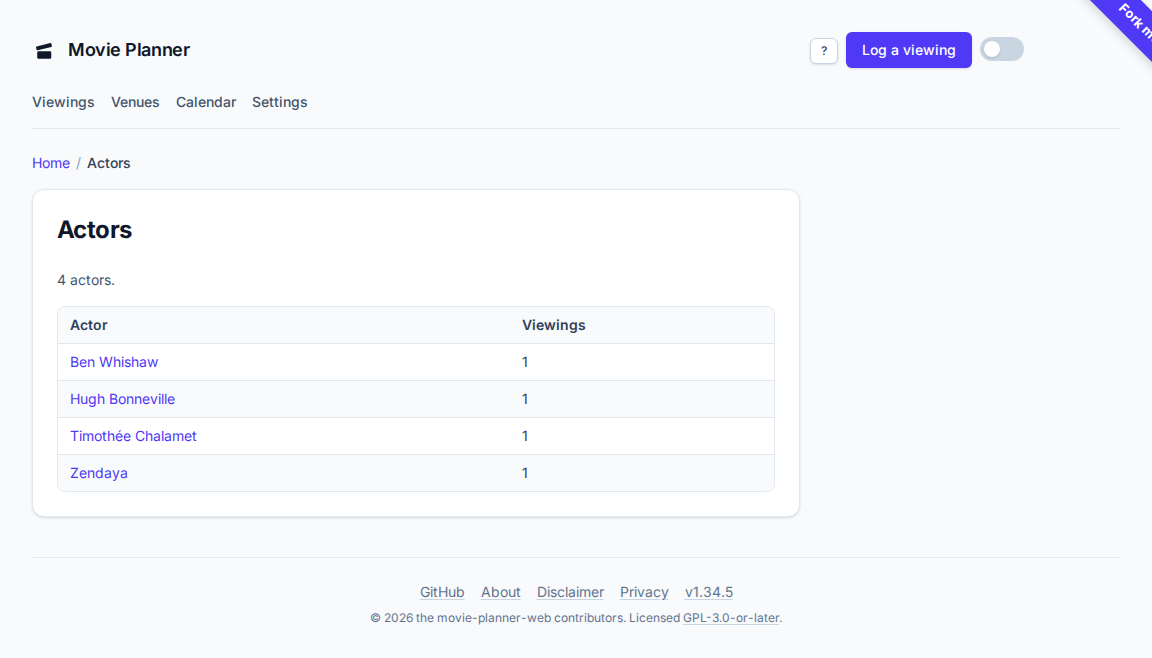 Movie Planner
?
Log a viewing
Fork m
Viewings Venues Calendar Settings
Home / Actors
Actors
4 actors.
Actor Viewings
Ben Whishaw 1
Hugh Bonneville 1
Timothée Chalamet 1
Zendaya 1
GitHub About Disclaimer Privacy v1.34.5
© 2026 the movie-planner-web contributors. Licensed GPL-3.0-or-later.